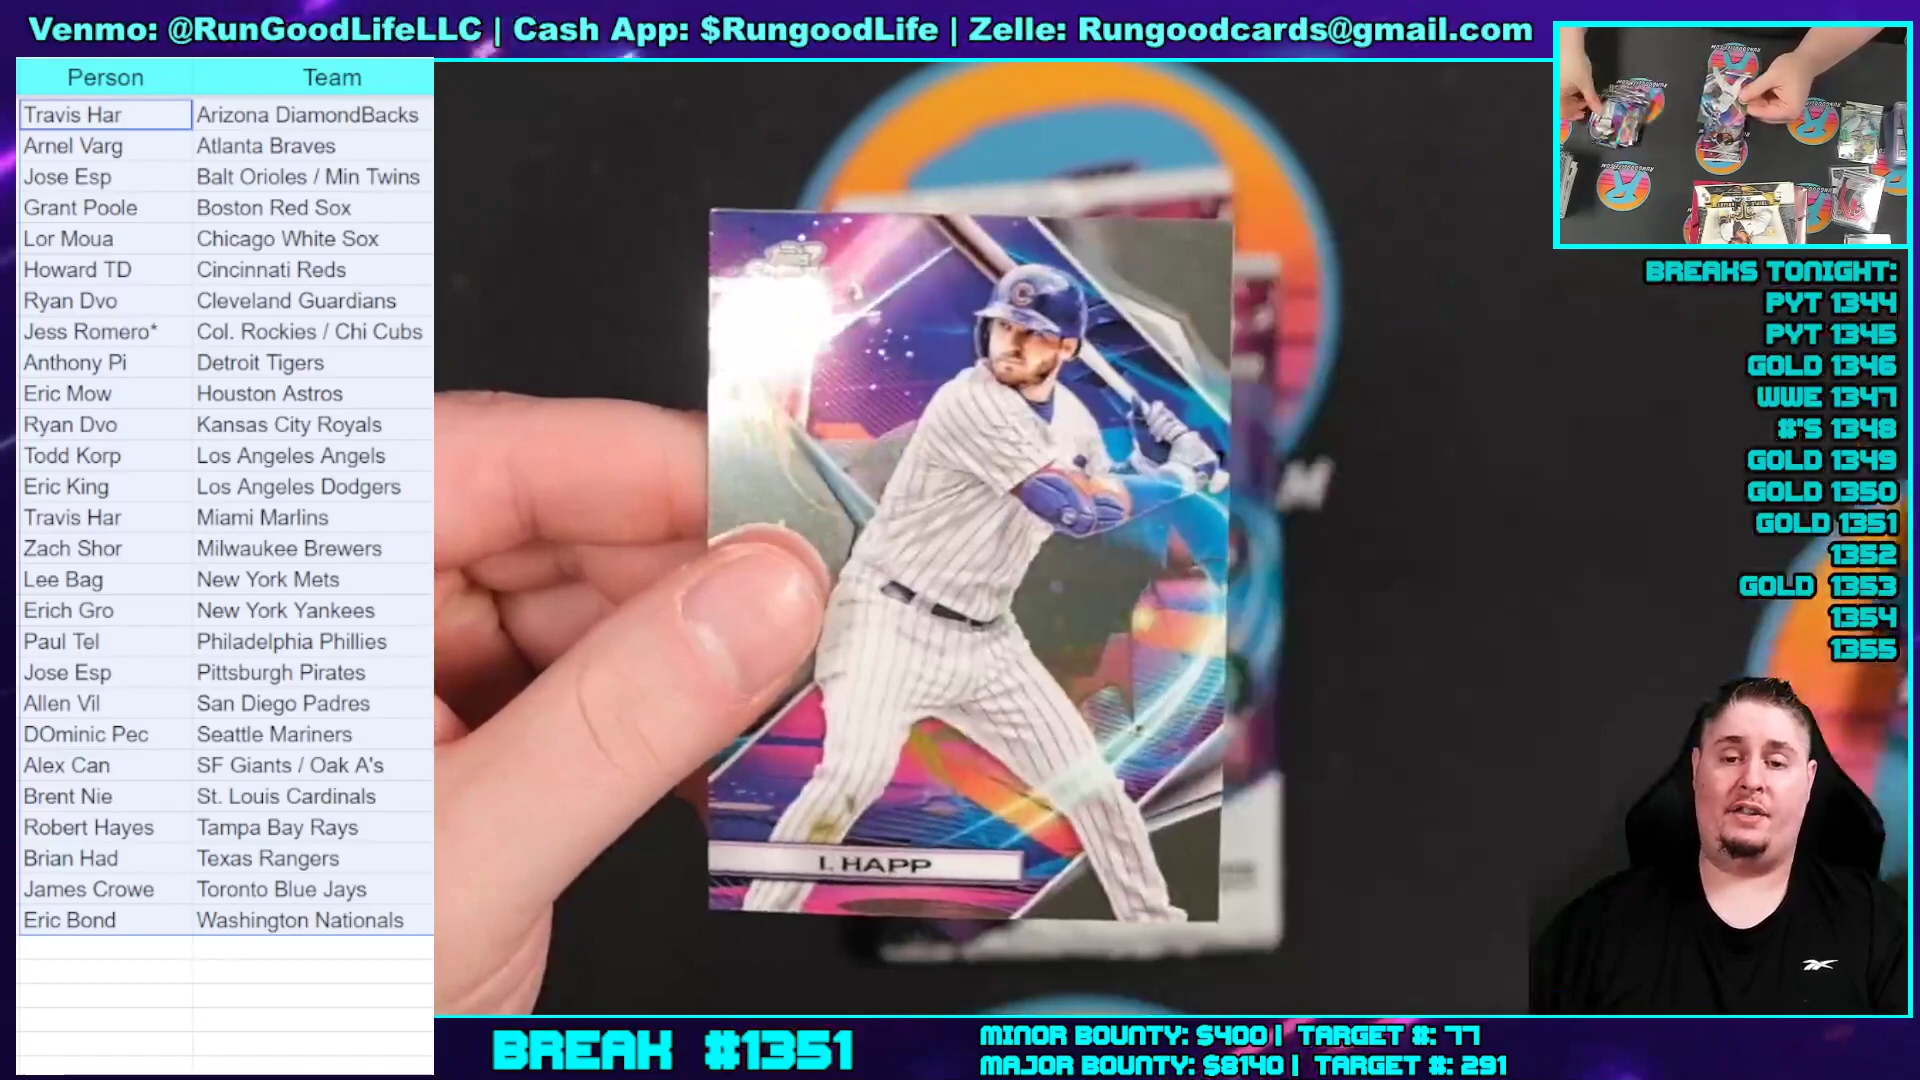 Venmo: @RunGoodLifeLLC | Cash App: $RungoodLife | Zelle: Rungoodcards@gmail.com
Person Team
Travis Har Arizona DiamondBacks
Arnel Varg Atlanta Braves
Jose Esp Balt Orioles / Min Twins
Grant Poole Boston Red Sox
Lor Moua Chicago White Sox
Howard TD Cincinnati Reds
Ryan Dvo Cleveland Guardians
Jess Romero* Col. Rockies / Chi Cubs
Anthony Pi Detroit Tigers
Eric Mow Houston Astros
Ryan Dvo Kansas City Royals
Todd Korp Los Angeles Angels
Eric King Los Angeles Dodgers
Travis Har Miami Marlins
Zach Shor Milwaukee Brewers
Lee Bag New York Mets
Erich Gro New York Yankees
Paul Tel Philadelphia Phillies
Jose Esp Pittsburgh Pirates
Allen Vil San Diego Padres
DOminic Pec Seattle Mariners
Alex Can SF Giants / Oak A's
Brent Nie St. Louis Cardinals
Robert Hayes Tampa Bay Rays
Brian Had Texas Rangers
James Crowe Toronto Blue Jays
Eric Bond Washington Nationals
C
I. HAPP
BREAKS TONIGHT:
PYT 1344
PYT 1345
GOLD 1346
WWE 1347
#'S 1348
GOLD 1349
GOLD 1350
GOLD 1351
1352
GOLD 1353
1354
1355
BREAK #1351
MINOR BOUNTY: $400 | TARGET #: 77
MAJOR BOUNTY: $8140 | TARGET #: 291